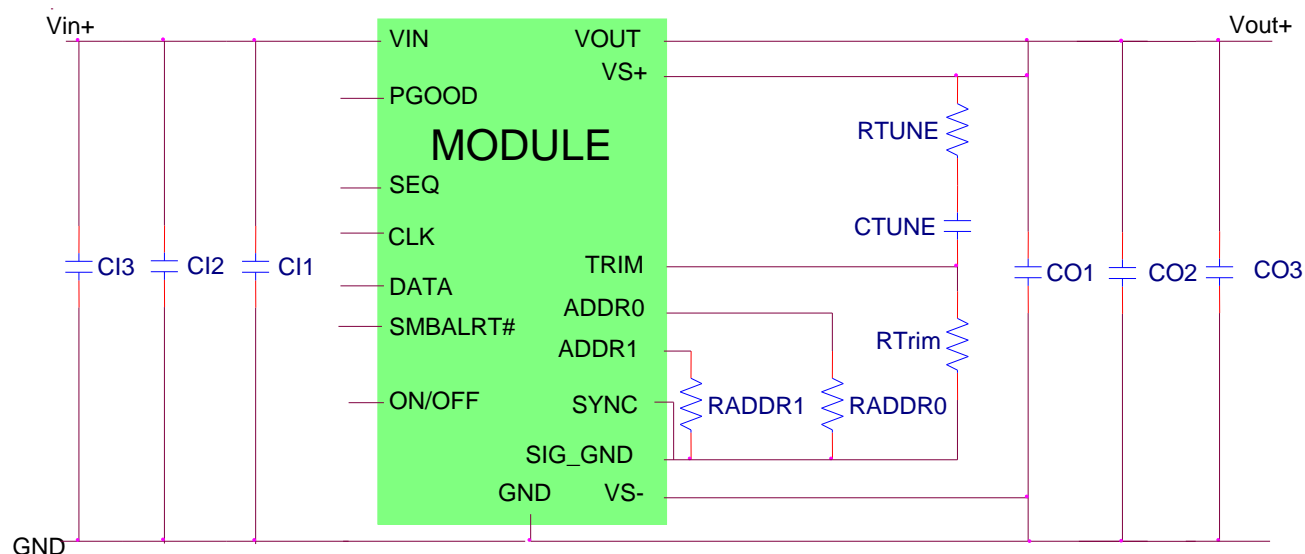 Vin+
Vout+
VIN
VOUT
VS+
PGOOD
RTUNE
MODULE
SEQ
CTUNE
CLK
TRIM
CI3
CI2
CI1
CO1
CO2
CO3
DATA
ADDR0
SMBALRT#
RTrim
ADDR1
ON/OFF
SYNC
RADDR1
RADDR0
SIG_GND
GND
VS-
GND